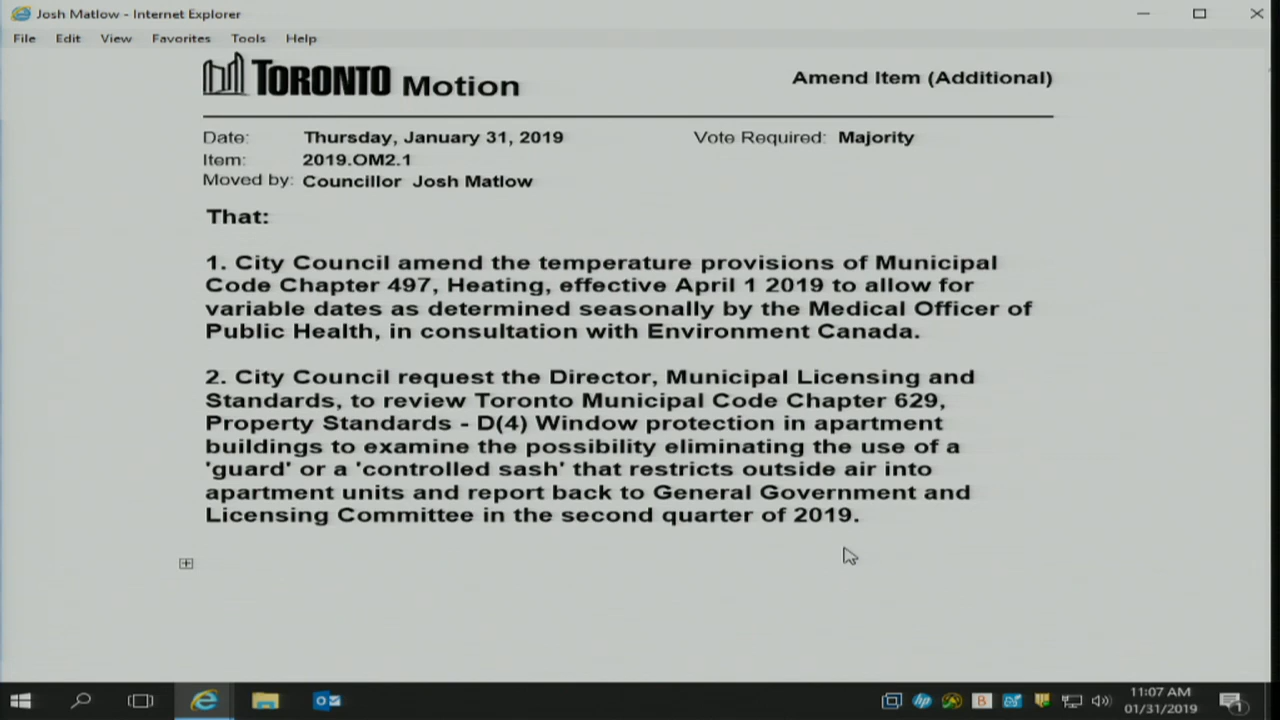 Josh Matlow - Internet Explorer
File Edit View Favorites Tools Help
TORONTO Motion
Amend Item (Additional)
Date: Thursday, January 31, 2019
Vote Required: Majority
Item: 2019.OM2.1
Moved by: Councillor Josh Matlow
That:
1. City Council amend the temperature provisions of Municipal
Code Chapter 497, Heating, effective April 1 2019 to allow for
variable dates as determined seasonally by the Medical Officer of
Public Health, in consultation with Environment Canada.
2. City Council request the Director, Municipal Licensing and
Standards, to review Toronto Municipal Code Chapter 629,
Property Standards - D(4) Window protection in apartment
buildings to examine the possibility eliminating the use of a
'guard' or a 'controlled sash' that restricts outside air into
apartment units and report back to General Government and
Licensing Committee in the second quarter of 2019.
11:07 AM
01/31/2019